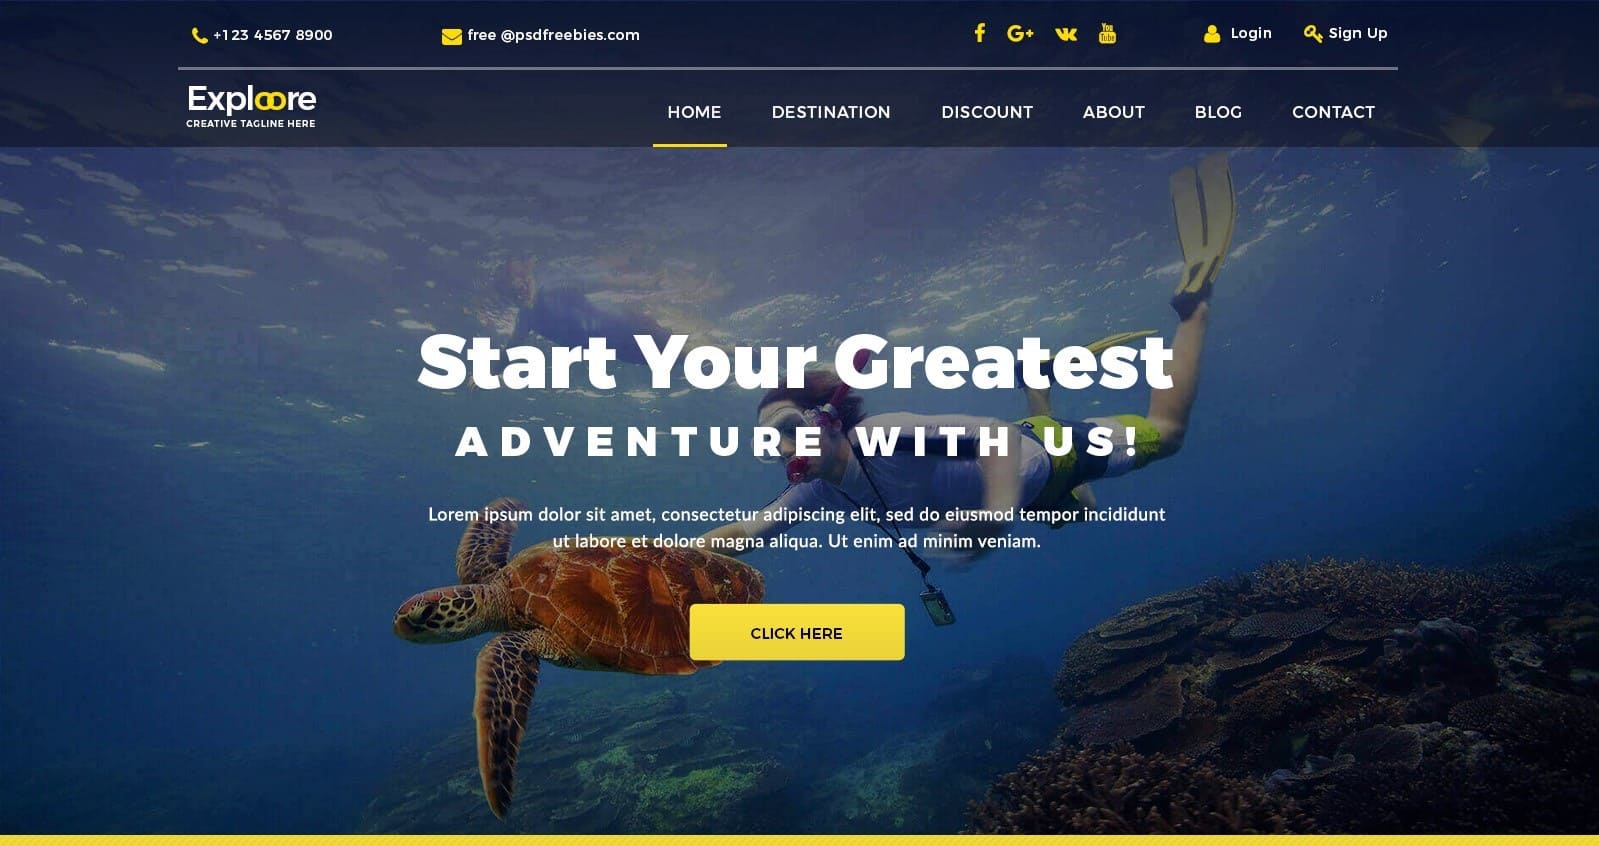 +123 4567 8900
free @psdfreebies.com
You
Tube
Login
Sign Up
Exploore
CREATIVE TAGLINE HERE
HOME
DESTINATION
DISCOUNT
ABOUT
BLOG
CONTACT
Start Your Greatest
ADVENTURE WITH US!
Lorem ipsum dolor sit amet, consectetur adipiscing elit, sed do eiusmod tempor incididunt
ut labore et dolore magna aliqua. Ut enim ad minim veniam.
CLICK HERE